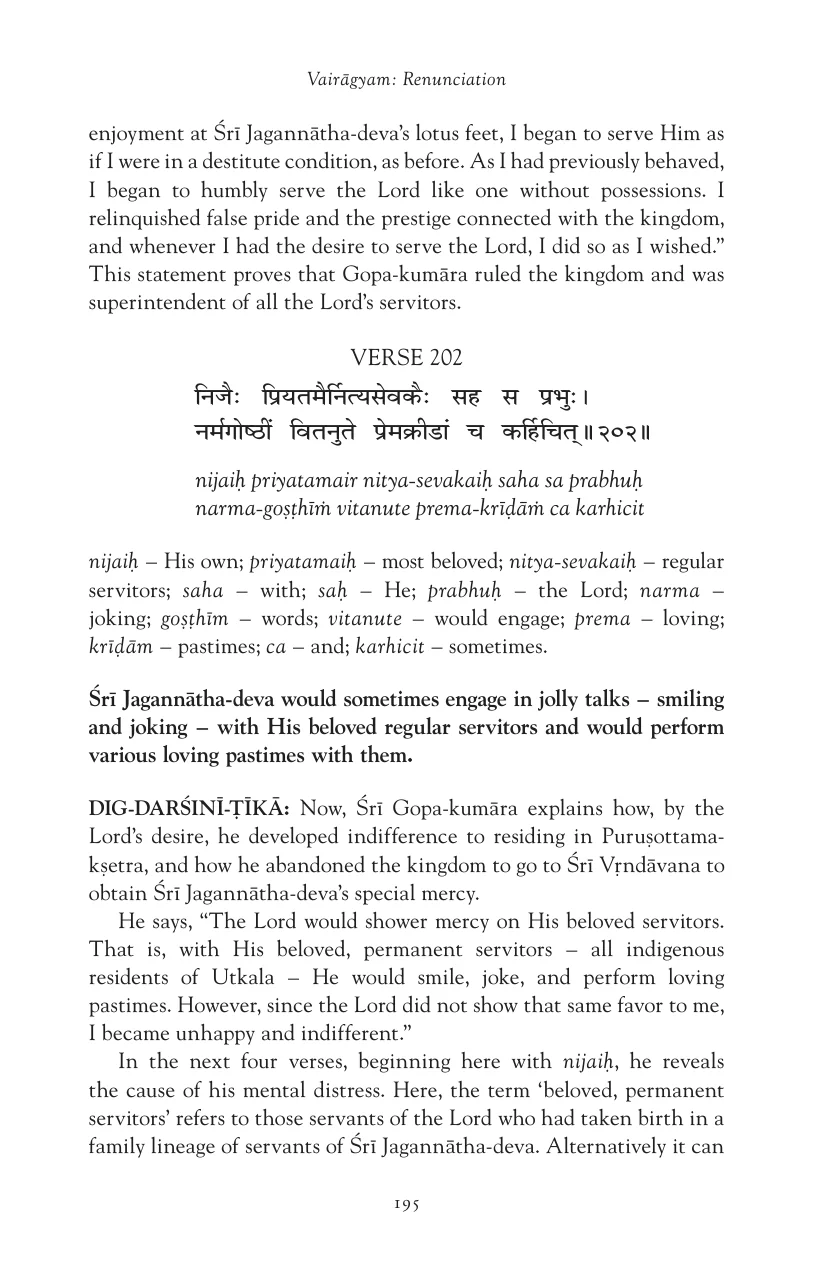 Vairāgyam: Renunciation
enjoyment at Śrī Jagannātha-deva’s lotus feet, I began to serve Him as
if I were in a destitute condition, as before. As I had previously behaved,
I began to humbly serve the Lord like one without possessions. I
relinquished false pride and the prestige connected with the kingdom,
and whenever I had the desire to serve the Lord, I did so as I wished.”
This statement proves that Gopa-kumāra ruled the kingdom and was
superintendent of all the Lord’s servitors.
VERSE 202
निजैः प्रियतमैर्नित्यसेवकैः सह स प्रभुः।
नर्मगोष्ठीं वितनुते प्रेमक्रीडां च कर्हिचित्॥२०२॥
nijaiḥ priyatamair nitya-sevakaiḥ saha sa prabhuḥ
narma-goṣṭhīṁ vitanute prema-krīḍāṁ ca karhicit
nijaiḥ – His own; priyatamaiḥ – most beloved; nitya-sevakaiḥ – regular
servitors; saha – with; saḥ – He; prabhuḥ – the Lord; narma –
joking; goṣṭhīm – words; vitanute – would engage; prema – loving;
krīḍām – pastimes; ca – and; karhicit – sometimes.
Śrī Jagannātha-deva would sometimes engage in jolly talks – smiling
and joking – with His beloved regular servitors and would perform
various loving pastimes with them.
DIG-DARŚINĪ-ṬĪKĀ: Now, Śrī Gopa-kumāra explains how, by the
Lord’s desire, he developed indifference to residing in Puruṣottama-
kṣetra, and how he abandoned the kingdom to go to Śrī Vṛndāvana to
obtain Śrī Jagannātha-deva’s special mercy.
He says, “The Lord would shower mercy on His beloved servitors.
That is, with His beloved, permanent servitors – all indigenous
residents of Utkala – He would smile, joke, and perform loving
pastimes. However, since the Lord did not show that same favor to me,
I became unhappy and indifferent.”
In the next four verses, beginning here with nijaiḥ, he reveals
the cause of his mental distress. Here, the term ‘beloved, permanent
servitors’ refers to those servants of the Lord who had taken birth in a
family lineage of servants of Śrī Jagannātha-deva. Alternatively it can
195